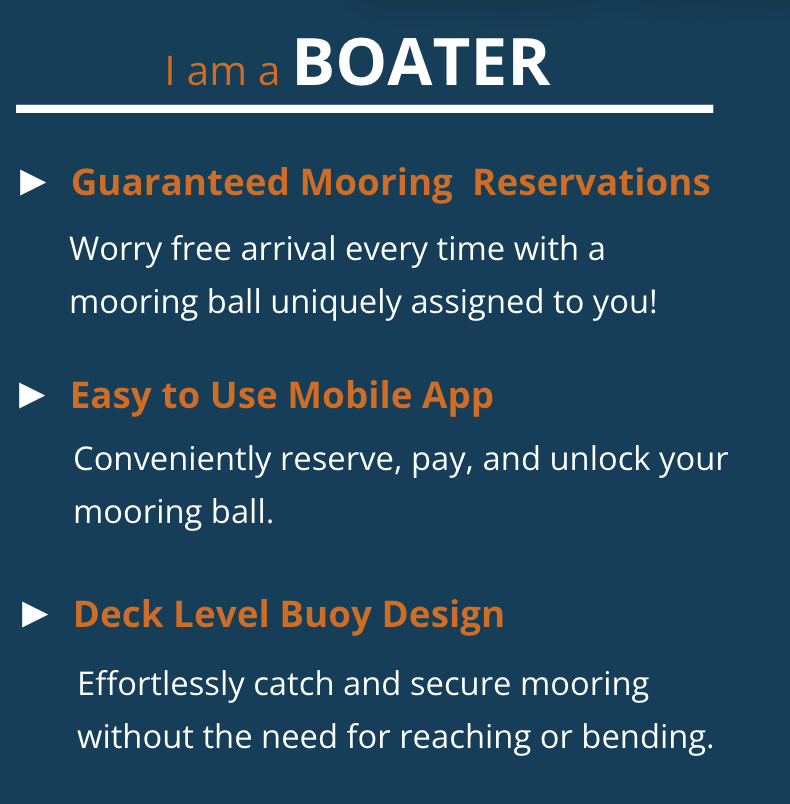 I am a BOATER
Guaranteed Mooring Reservations
Worry free arrival every time with a
mooring ball uniquely assigned to you!
Easy to Use Mobile App
Conveniently reserve, pay, and unlock your
mooring ball.
Deck Level Buoy Design
Effortlessly catch and secure mooring
without the need for reaching or bending.